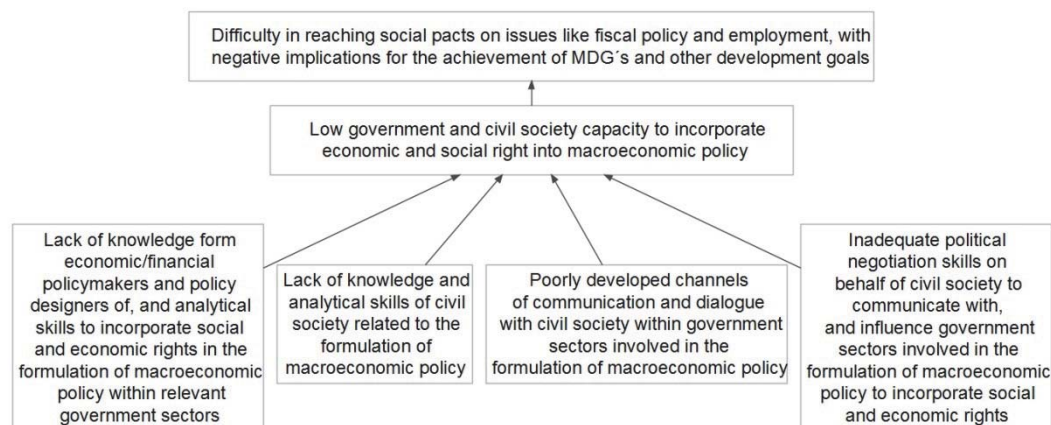 Difficulty in reaching social pacts on issues like fiscal policy and employment, with
negative implications for the achievement of MDG´s and other development goals
Low government and civil society capacity to incorporate
economic and social right into macroeconomic policy
Lack of knowledge form
economic/financial
policymakers and policy
designers of, and analytical
skills to incorporate social
and economic rights in the
formulation of macroeconomic
policy within relevant
government sectors
Lack of knowledge and
analytical skills of civil
society related to the
formulation of
macroeconomic policy
Poorly developed channels
of communication and dialogue
with civil society within government
sectors involved in the
formulation of macroeconomic policy
Inadequate political
negotiation skills on
behalf of civil society to
communicate with,
and influence government
sectors involved in the
formulation of macroeconomic
policy to incorporate social
and economic rights